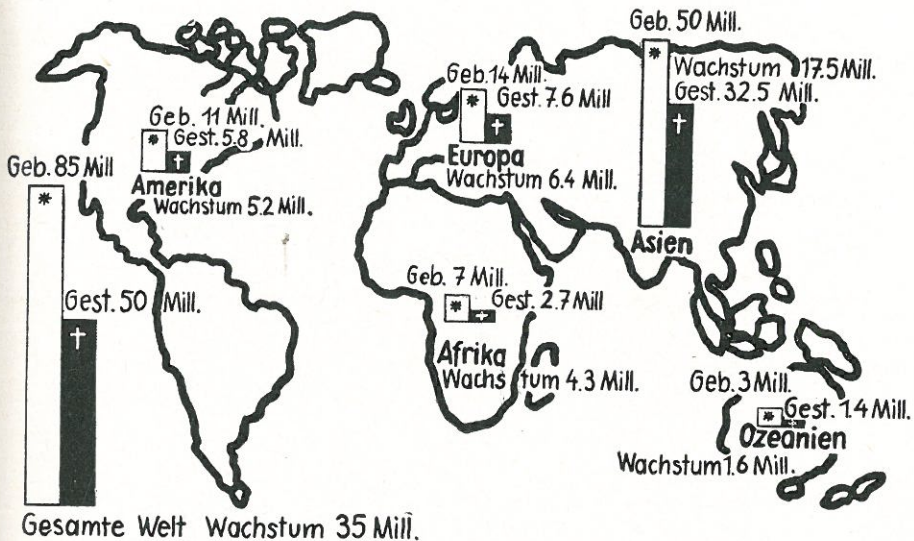 Geb. 50 Mill.
Wachstum 17.5 Mill.
Gest. 32.5 Mill.
Asien
Geb. 14 Mill.
Gest. 7.6 Mill
Europa
Wachstum 6.4 Mill.
Geb. 11 Mill.
Gest. 5.8 Mill.
Amerika
Wachstum 5.2 Mill.
Geb. 85 Mill
Gest. 50 Mill.
Geb. 7 Mill.
Gest. 2.7 Mill
Afrika
Wachstum 4.3 Mill.
Geb. 3 Mill.
Gest. 1.4 Mill.
Ozeanien
Wachstum 1.6 Mill.
Gesamte Welt Wachstum 35 Mill.